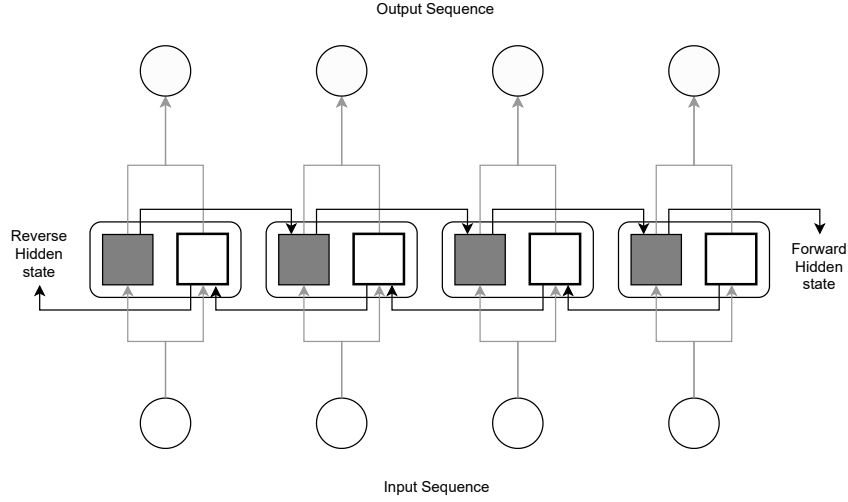 Output Sequence
Reverse
Hidden
state
Forward
Hidden
state
Input Sequence